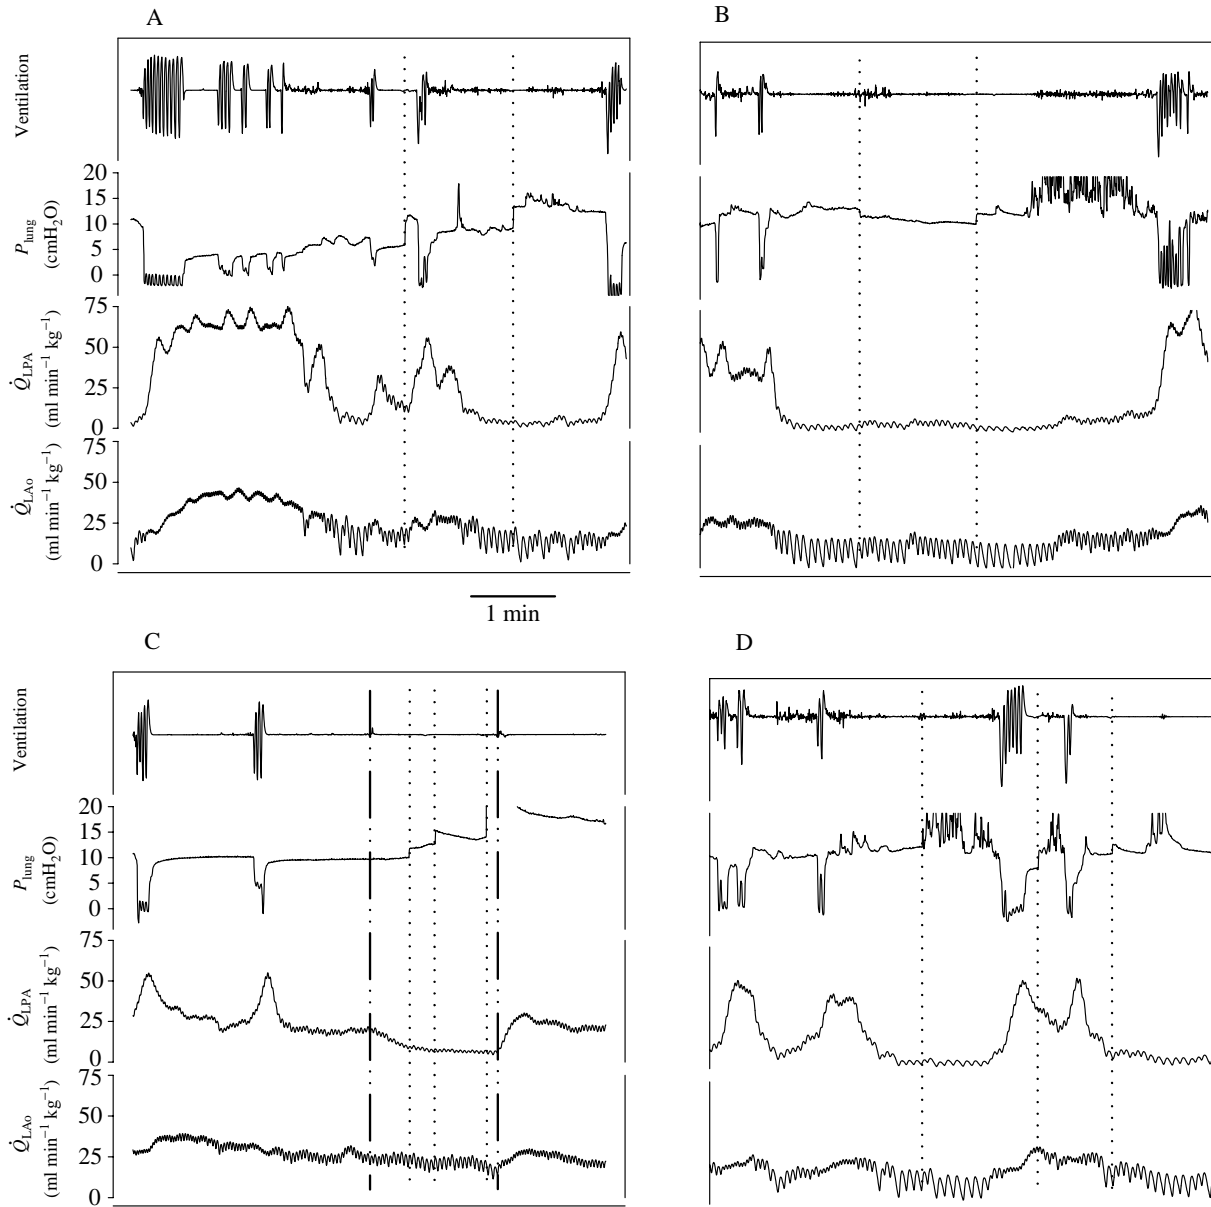 A
B
Ventilation
20
15
10
5
0
P_lung
(cmH₂O)
75
50
25
0
Q̇_LPA
(ml min⁻¹ kg⁻¹)
75
50
25
0
Q̇_LAo
(ml min⁻¹ kg⁻¹)
1 min
C
D
Ventilation
20
15
10
5
0
P_lung
(cmH₂O)
75
50
25
0
Q̇_LPA
(ml min⁻¹ kg⁻¹)
75
50
25
0
Q̇_LAo
(ml min⁻¹ kg⁻¹)